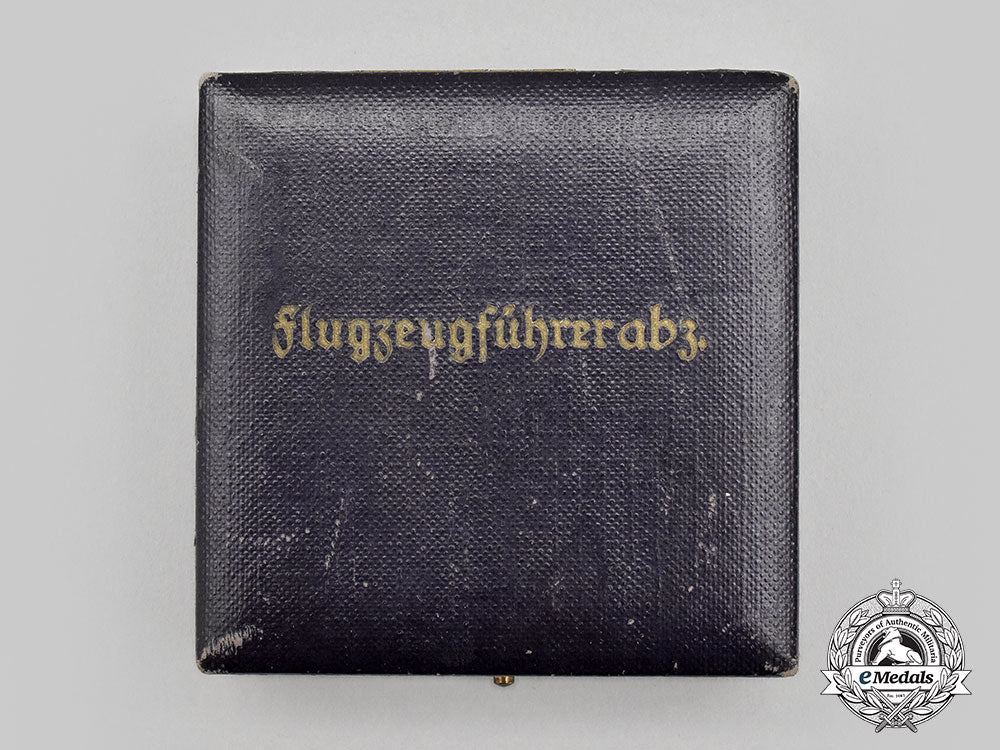 Flugzeugführerabz.
Purveyors of Authentic Militaria
eMedals